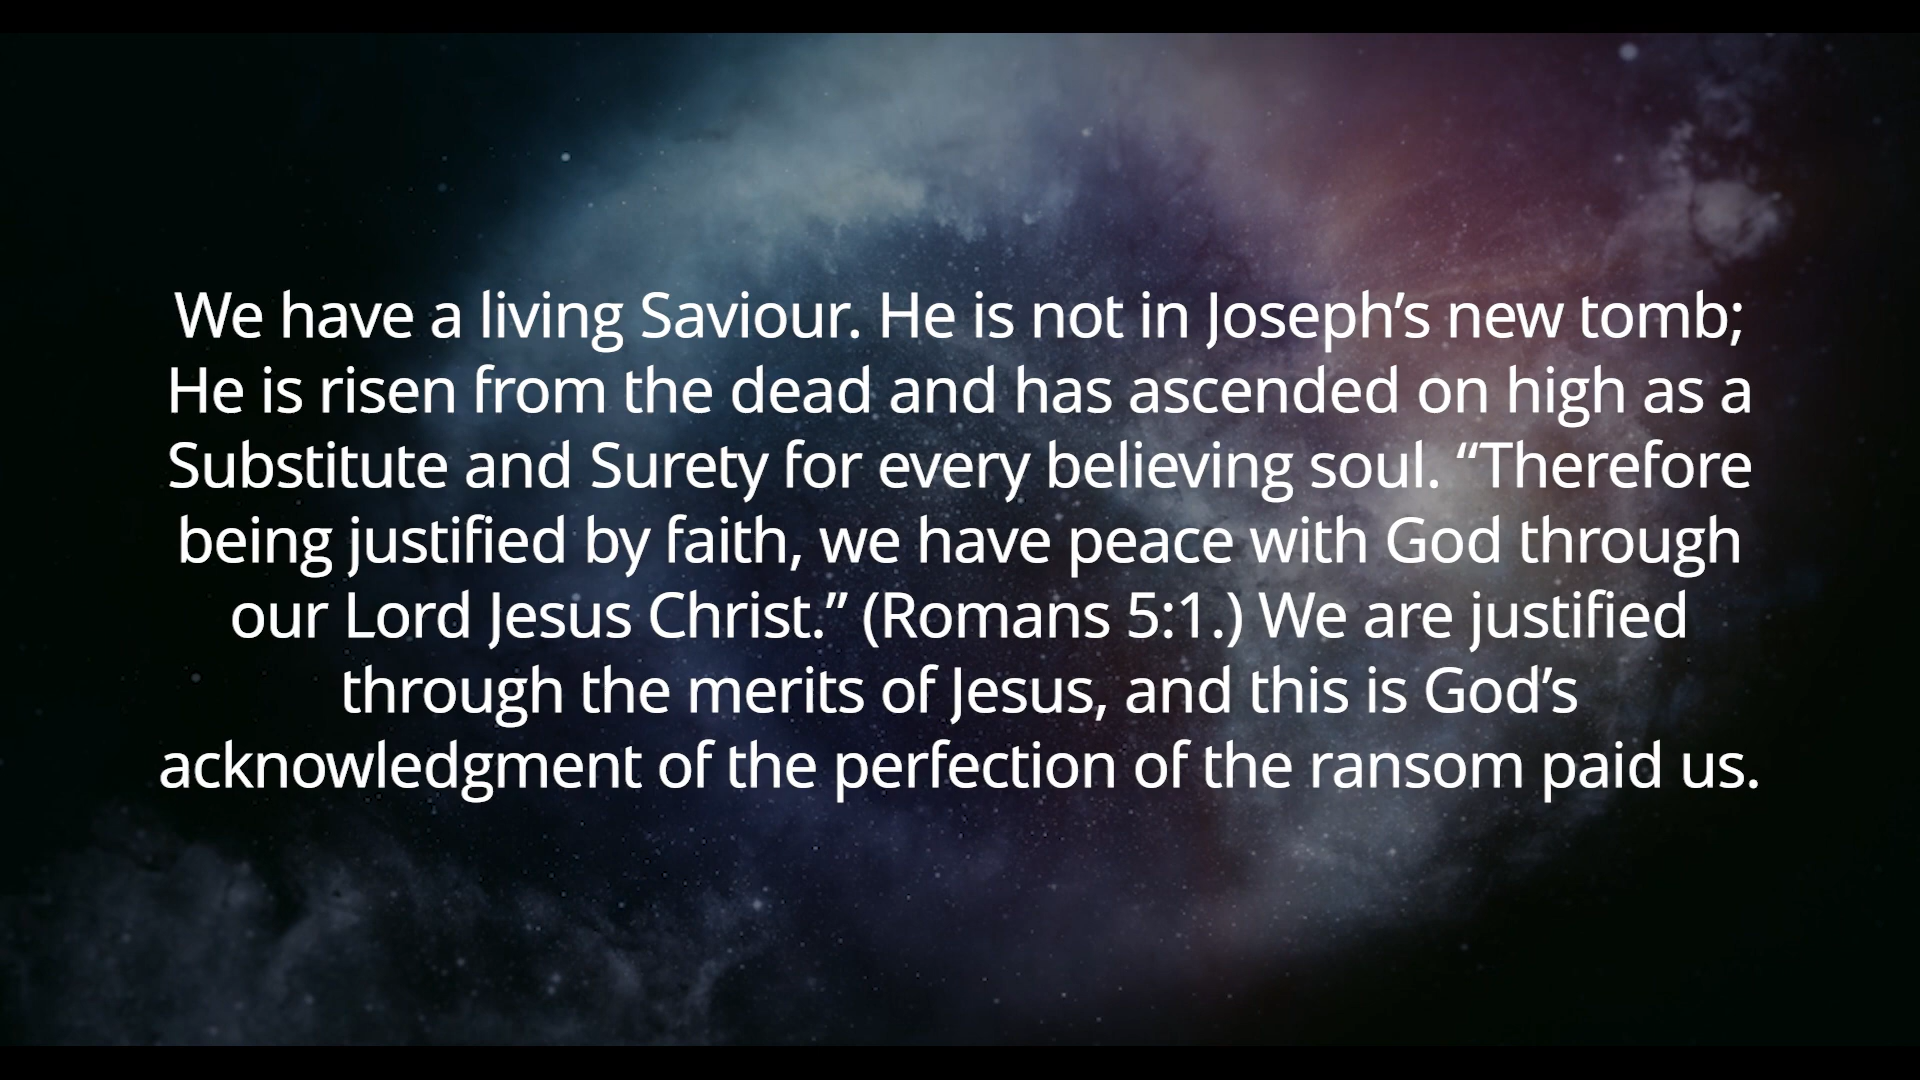 We have a living Saviour. He is not in Joseph’s new tomb;
He is risen from the dead and has ascended on high as a
Substitute and Surety for every believing soul. “Therefore
being justified by faith, we have peace with God through
our Lord Jesus Christ.” (Romans 5:1.) We are justified
through the merits of Jesus, and this is God’s
acknowledgment of the perfection of the ransom paid us.